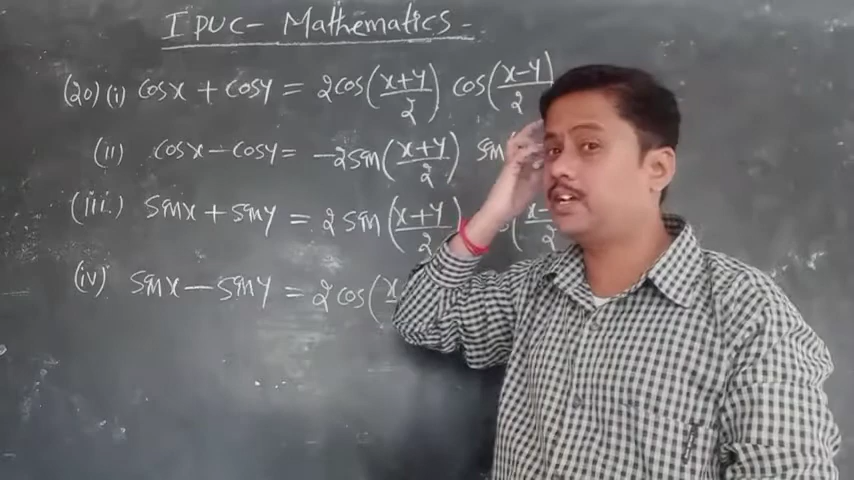 I PUC - Mathematics -
(20) (i) cosx + cosy = 2cos(x+y/2) cos(x-y/2)
(ii) cosx - cosy = -2sin(x+y/2) sin
(iii.) sinx + siny = 2 sin(x+y/2) (x-/2
(iv) sinx - siny = 2cos(x